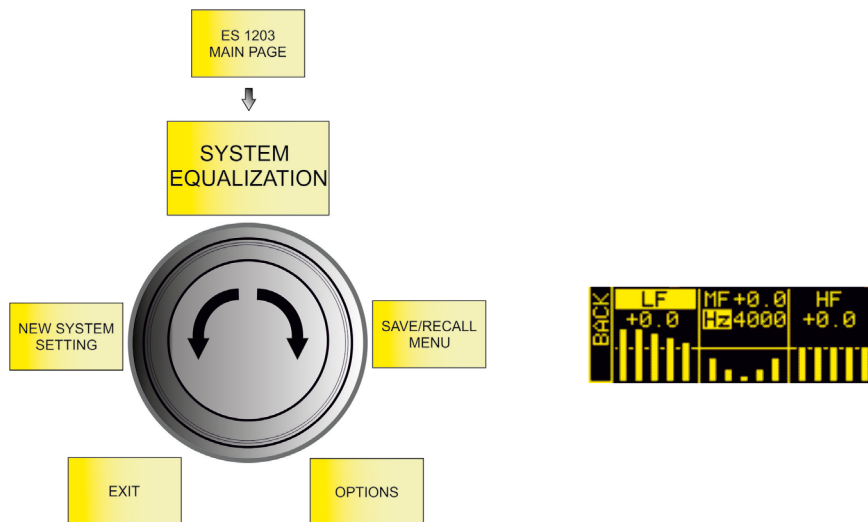 ES 1203
MAIN PAGE
SYSTEM
EQUALIZATION
NEW SYSTEM
SETTING
SAVE/RECALL
MENU
EXIT
OPTIONS
BACK
LF
+0.0
MF+0.0
Hz4000
HF
+0.0